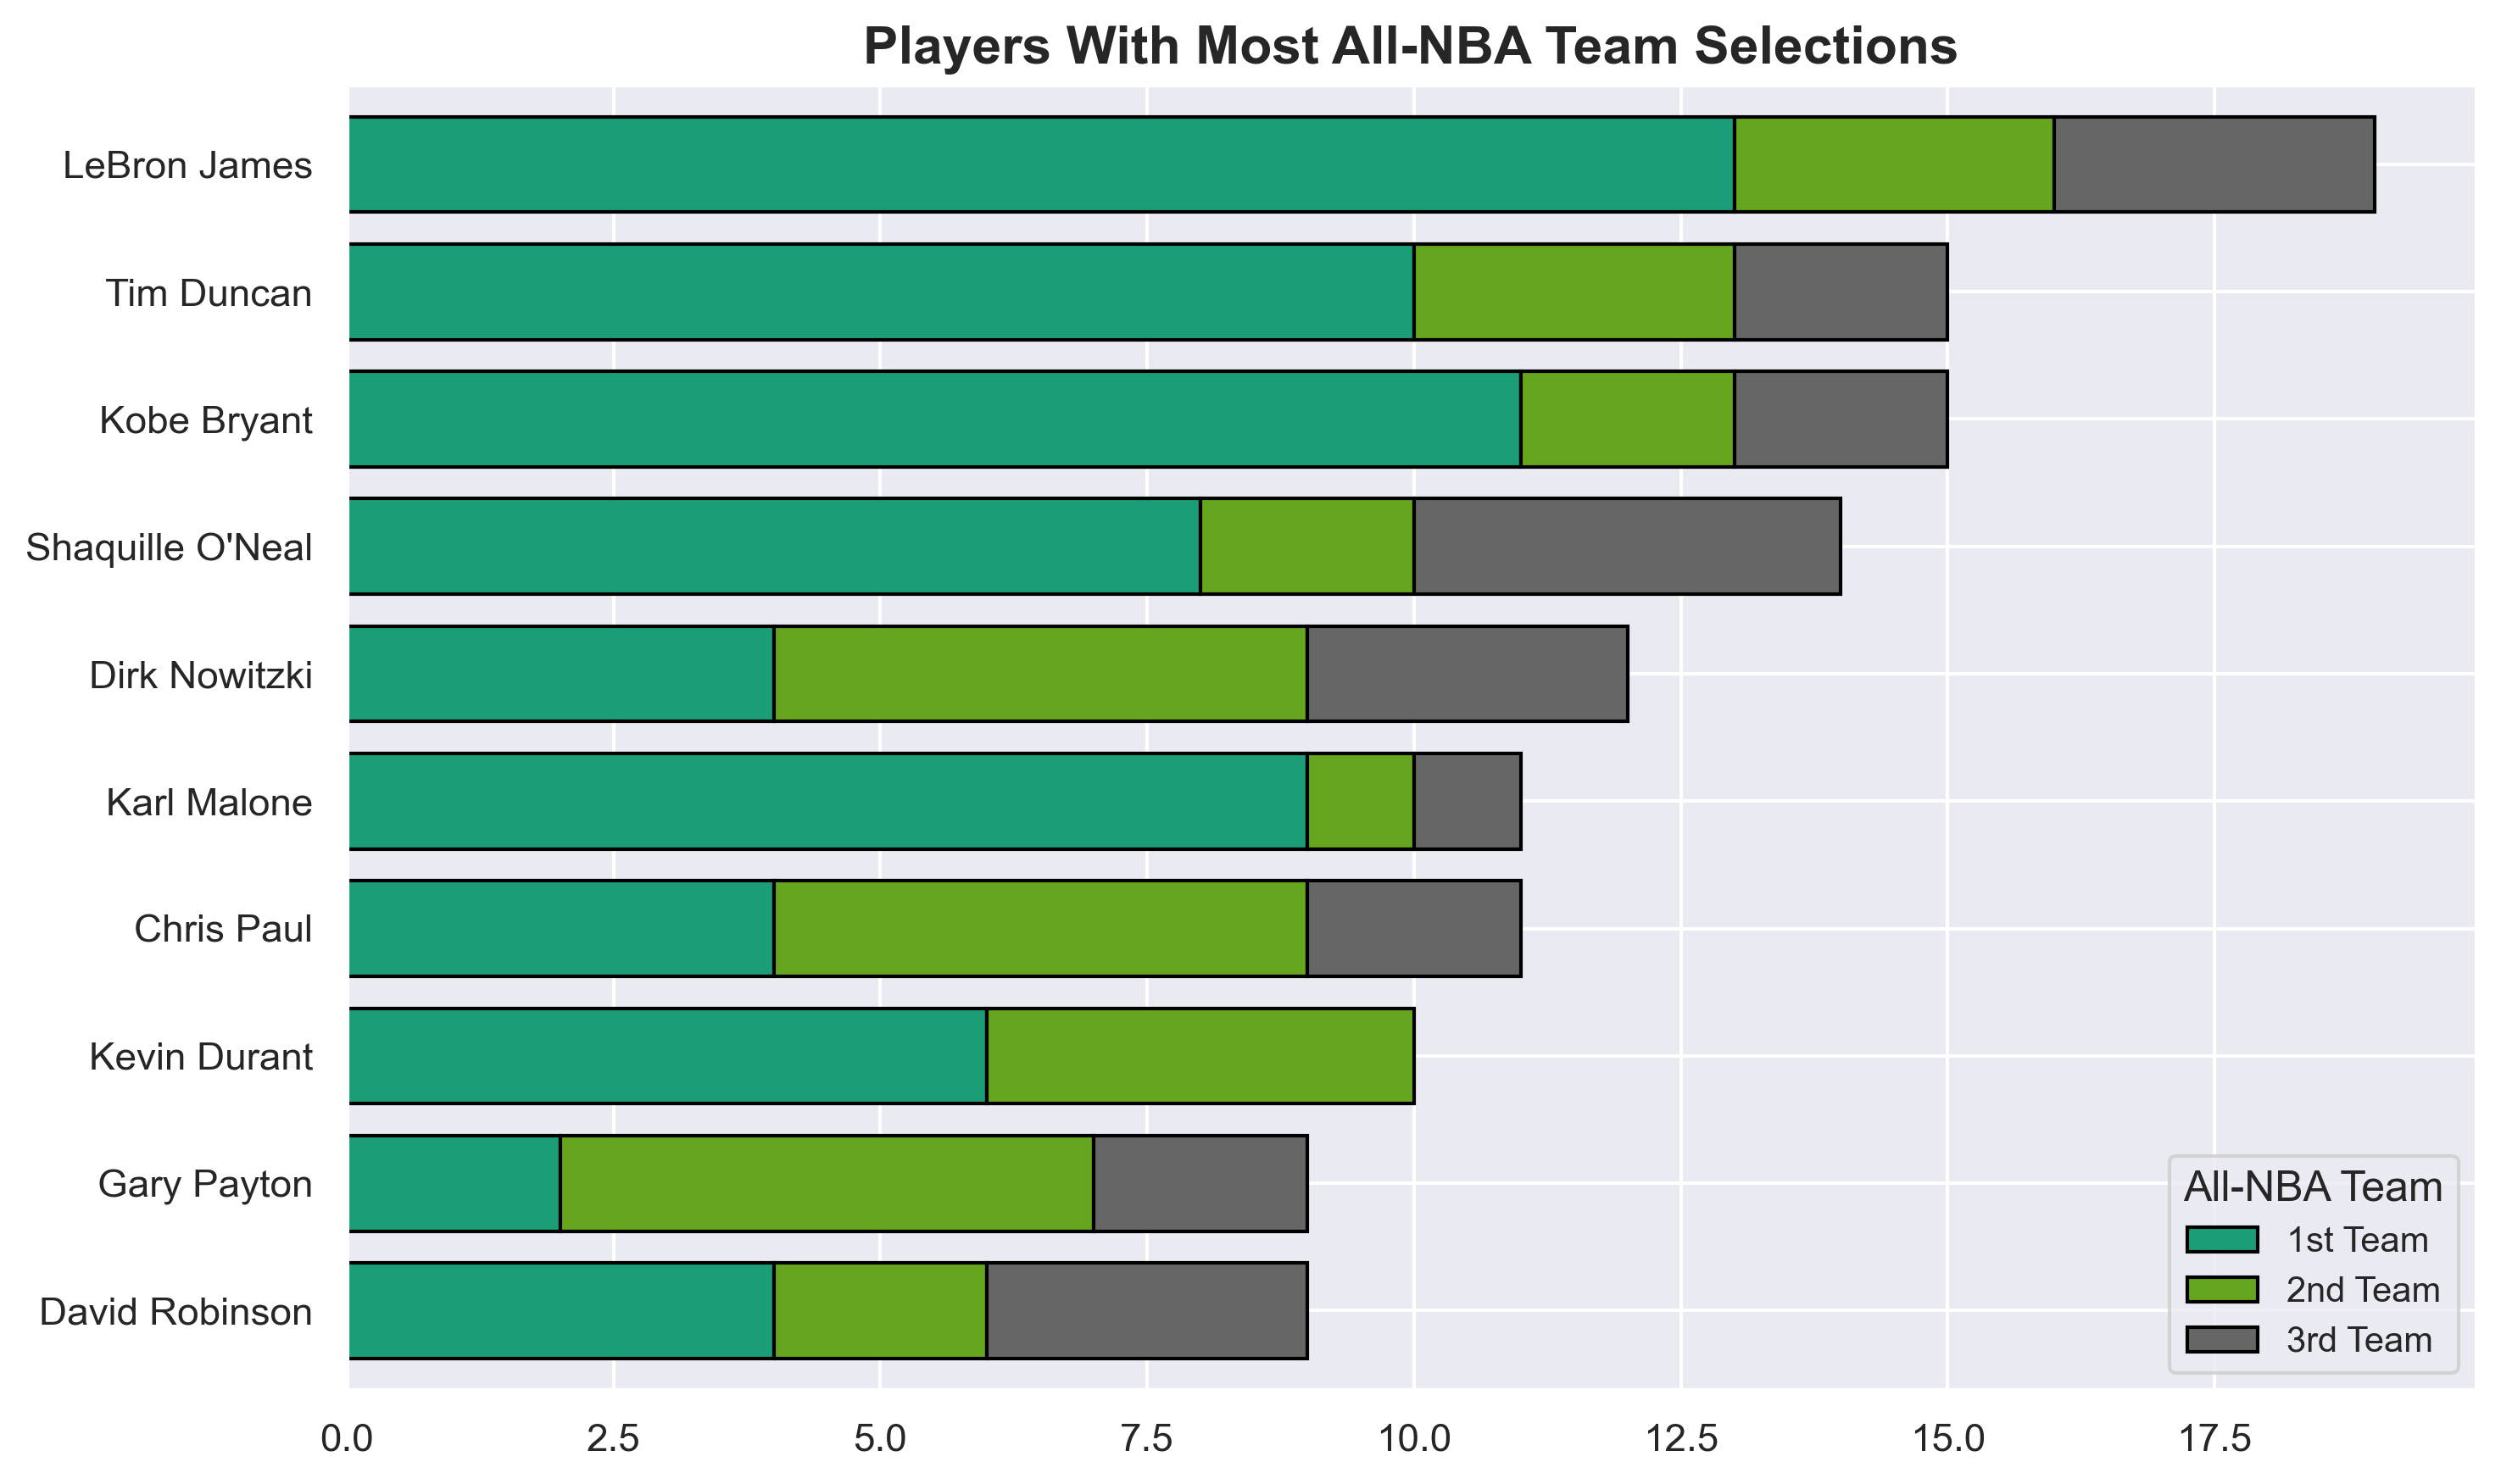 Players With Most All-NBA Team Selections
LeBron James
Tim Duncan
Kobe Bryant
Shaquille O'Neal
Dirk Nowitzki
Karl Malone
Chris Paul
Kevin Durant
Gary Payton
David Robinson
0.0 2.5 5.0 7.5 10.0 12.5 15.0 17.5
All-NBA Team
1st Team
2nd Team
3rd Team